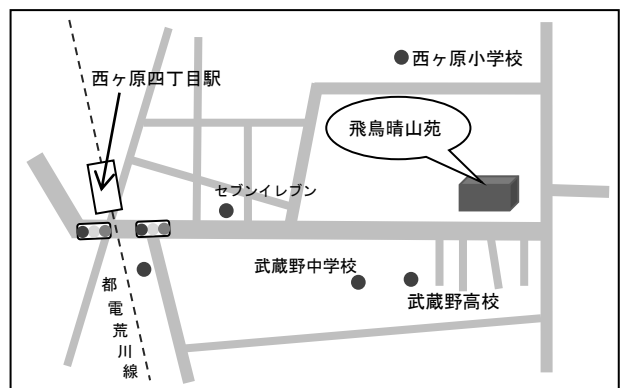 西ヶ原小学校
西ヶ原四丁目駅
飛鳥晴山苑
セブンイレブン
武蔵野中学校
武蔵野高校
都電荒川線